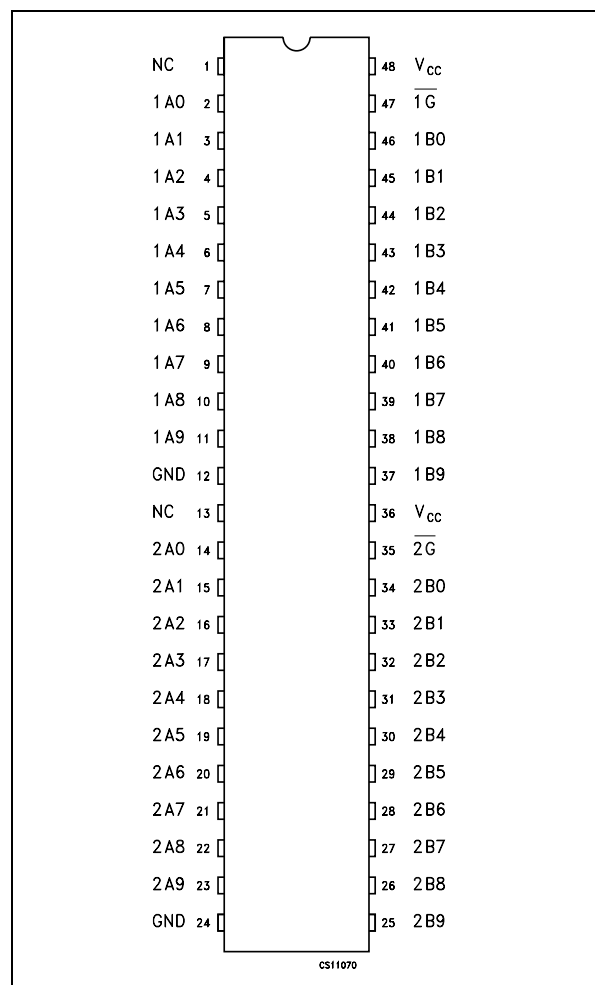 NC 1 48 VCC
1A0 2 47 1G̅
1A1 3 46 1B0
1A2 4 45 1B1
1A3 5 44 1B2
1A4 6 43 1B3
1A5 7 42 1B4
1A6 8 41 1B5
1A7 9 40 1B6
1A8 10 39 1B7
1A9 11 38 1B8
GND 12 37 1B9
NC 13 36 VCC
2A0 14 35 2G̅
2A1 15 34 2B0
2A2 16 33 2B1
2A3 17 32 2B2
2A4 18 31 2B3
2A5 19 30 2B4
2A6 20 29 2B5
2A7 21 28 2B6
2A8 22 27 2B7
2A9 23 26 2B8
GND 24 25 2B9
CS11070